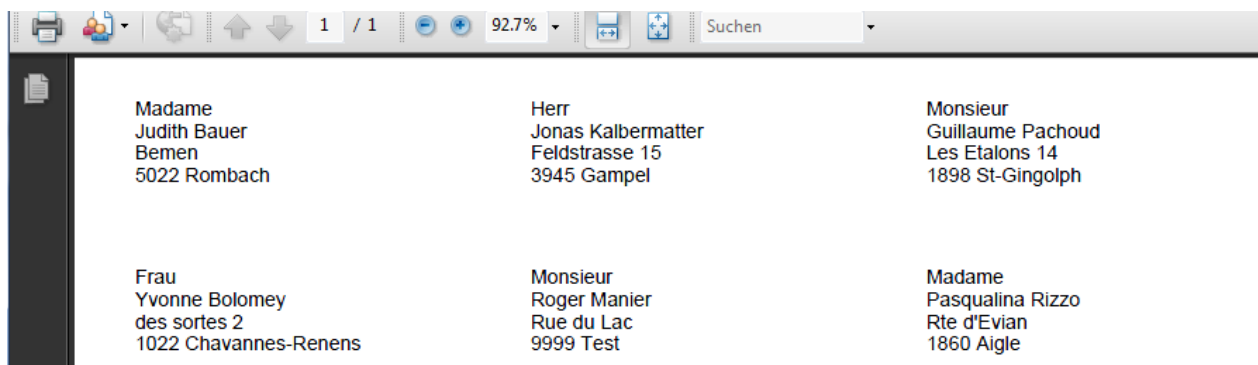 1 / 1 92.7% Suchen
Madame
Judith Bauer
Bemen
5022 Rombach
Herr
Jonas Kalbermatter
Feldstrasse 15
3945 Gampel
Monsieur
Guillaume Pachoud
Les Etalons 14
1898 St-Gingolph
Frau
Yvonne Bolomey
des sortes 2
1022 Chavannes-Renens
Monsieur
Roger Manier
Rue du Lac
9999 Test
Madame
Pasqualina Rizzo
Rte d'Evian
1860 Aigle